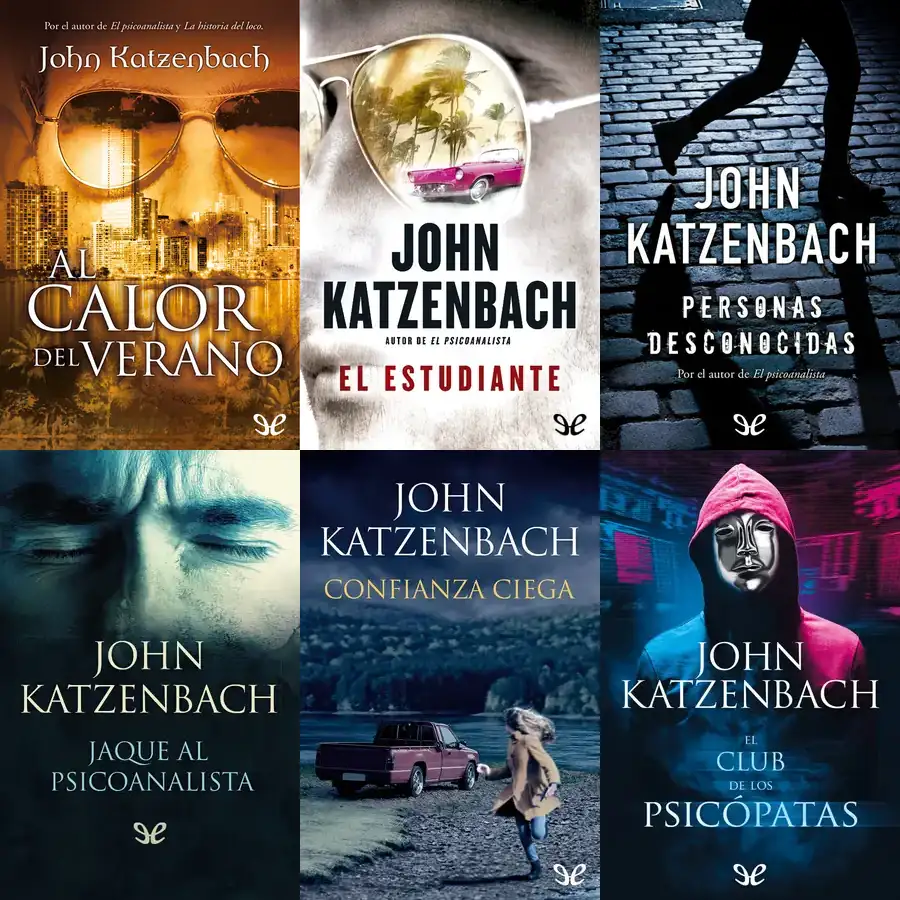 Por el autor de El psicoanalista y La historia del loco.
John Katzenbach
AL
CALOR
DEL VERANO
JOHN
KATZENBACH
AUTOR DE EL PSICOANALISTA
EL ESTUDIANTE
JOHN
KATZENBACH
PERSONAS
DESCONOCIDAS
Por el autor de El psicoanalista
JOHN
KATZENBACH
JAQUE AL
PSICOANALISTA
JOHN
KATZENBACH
CONFIANZA CIEGA
JOHN
KATZENBACH
EL
CLUB
DE LOS
PSICÓPATAS